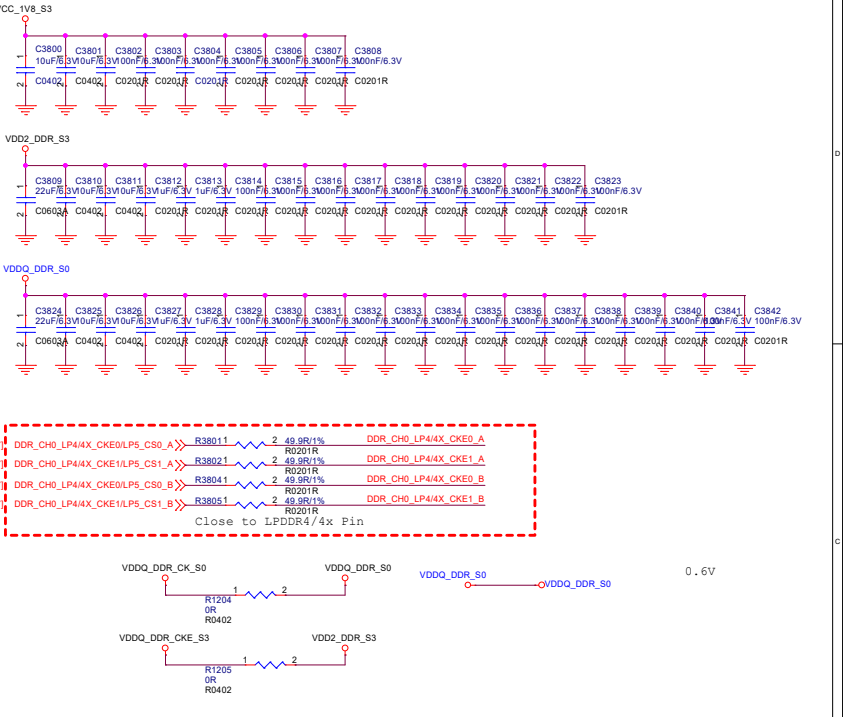 VCC_1V8_S3
C3800 C3801 C3802 C3803 C3804 C3805 C3806 C3807 C3808
10uF/6.3V 10uF/6.3V 100nF/6.3V 100nF/6.3V 100nF/6.3V 100nF/6.3V 100nF/6.3V 100nF/6.3V
C0402 C0402 C0201R C0201R C0201R C0201R C0201R C0201R C0201R
VDD2_DDR_S3
D
C3809 C3810 C3811 C3812 C3813 C3814 C3815 C3816 C3817 C3818 C3819 C3820 C3821 C3822 C3823
22uF/6.3V 10uF/6.3V 10uF/6.3V 1uF/6.3V 1uF/6.3V 100nF/6.3V 100nF/6.3V 100nF/6.3V 100nF/6.3V 100nF/6.3V 100nF/6.3V 100nF/6.3V 100nF/6.3V 100nF/6.3V 100nF/6.3V
C0603A C0402 C0402 C0201R C0201R C0201R C0201R C0201R C0201R C0201R C0201R C0201R C0201R C0201R C0201R
VDDQ_DDR_S0
C3824 C3825 C3826 C3827 C3828 C3829 C3830 C3831 C3832 C3833 C3834 C3835 C3836 C3837 C3838 C3839 C3840 C3841 C3842
22uF/6.3V 10uF/6.3V 10uF/6.3V 1uF/6.3V 1uF/6.3V 100nF/6.3V 100nF/6.3V 100nF/6.3V 100nF/6.3V 100nF/6.3V 100nF/6.3V 100nF/6.3V 100nF/6.3V 100nF/6.3V 100nF/6.3V 100nF/6.3V 100nF/6.3V 100nF/6.3V
C0603A C0402 C0402 C0201R C0201R C0201R C0201R C0201R C0201R C0201R C0201R C0201R C0201R C0201R C0201R C0201R C0201R C0201R C0201R
DDR_CH0_LP4/4X_CKE0/LP5_CS0_A R3801 1 2 49.9R/1% DDR_CH0_LP4/4X_CKE0_A
R0201R
DDR_CH0_LP4/4X_CKE1/LP5_CS1_A R3802 1 2 49.9R/1% DDR_CH0_LP4/4X_CKE1_A
R0201R
DDR_CH0_LP4/4X_CKE0/LP5_CS0_B R3804 1 2 49.9R/1% DDR_CH0_LP4/4X_CKE0_B
R0201R
DDR_CH0_LP4/4X_CKE1/LP5_CS1_B R3805 1 2 49.9R/1% DDR_CH0_LP4/4X_CKE1_B
R0201R
Close to LPDDR4/4x Pin
C
VDDQ_DDR_CK_S0 VDDQ_DDR_S0
1 2
R1204
0R
R0402
VDDQ_DDR_S0 VDDQ_DDR_S0
0.6V
VDDQ_DDR_CKE_S3 VDD2_DDR_S3
1 2
R1205
0R
R0402